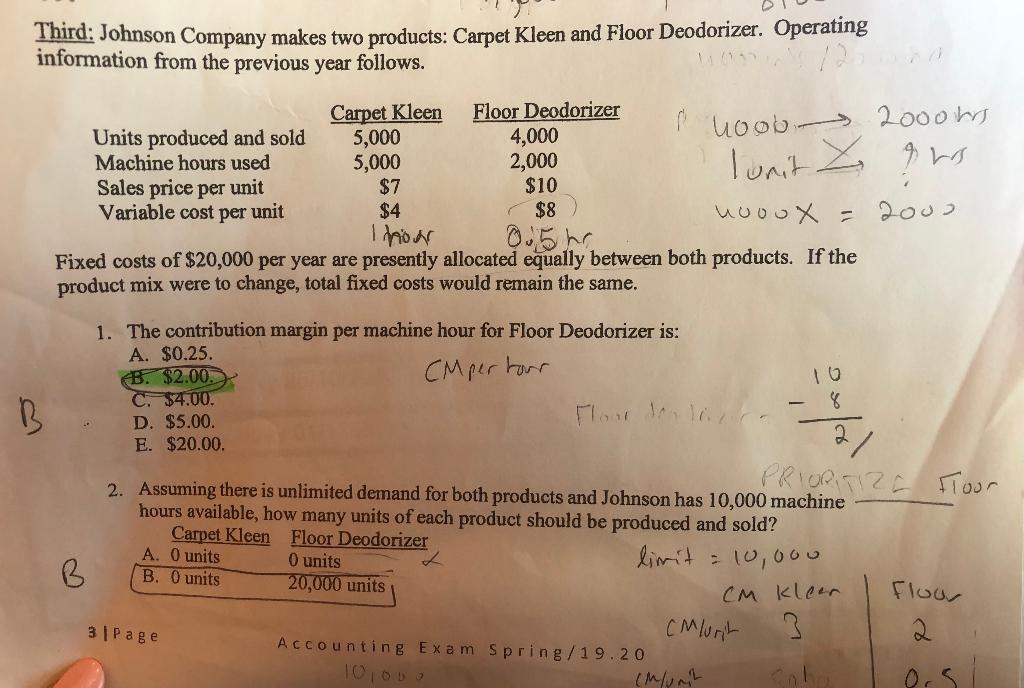 Third: Johnson Company makes two products: Carpet Kleen and Floor Deodorizer. Operating
information from the previous year follows.
Carpet Kleen Floor Deodorizer
Units produced and sold 5,000 4,000
Machine hours used 5,000 2,000
Sales price per unit $7 $10
Variable cost per unit $4 $8
1 hour 0.5 hr
4000 → 2000 hrs
1 unit → ? hrs
4000X = 2000
Fixed costs of $20,000 per year are presently allocated equally between both products. If the
product mix were to change, total fixed costs would remain the same.
1. The contribution margin per machine hour for Floor Deodorizer is:
A. $0.25.
B. $2.00.
C. $4.00.
D. $5.00.
E. $20.00.
B
CM per hour
10
- 8
2
PRIORITIZE Floor
2. Assuming there is unlimited demand for both products and Johnson has 10,000 machine
hours available, how many units of each product should be produced and sold?
Carpet Kleen Floor Deodorizer
A. 0 units 0 units
B. 0 units 20,000 units
B
limit = 10,000
CM Kleen Floor
CM/unit 3 2
3 | Page
Accounting Exam Spring/19.20
10,000
CM/unit 0.5